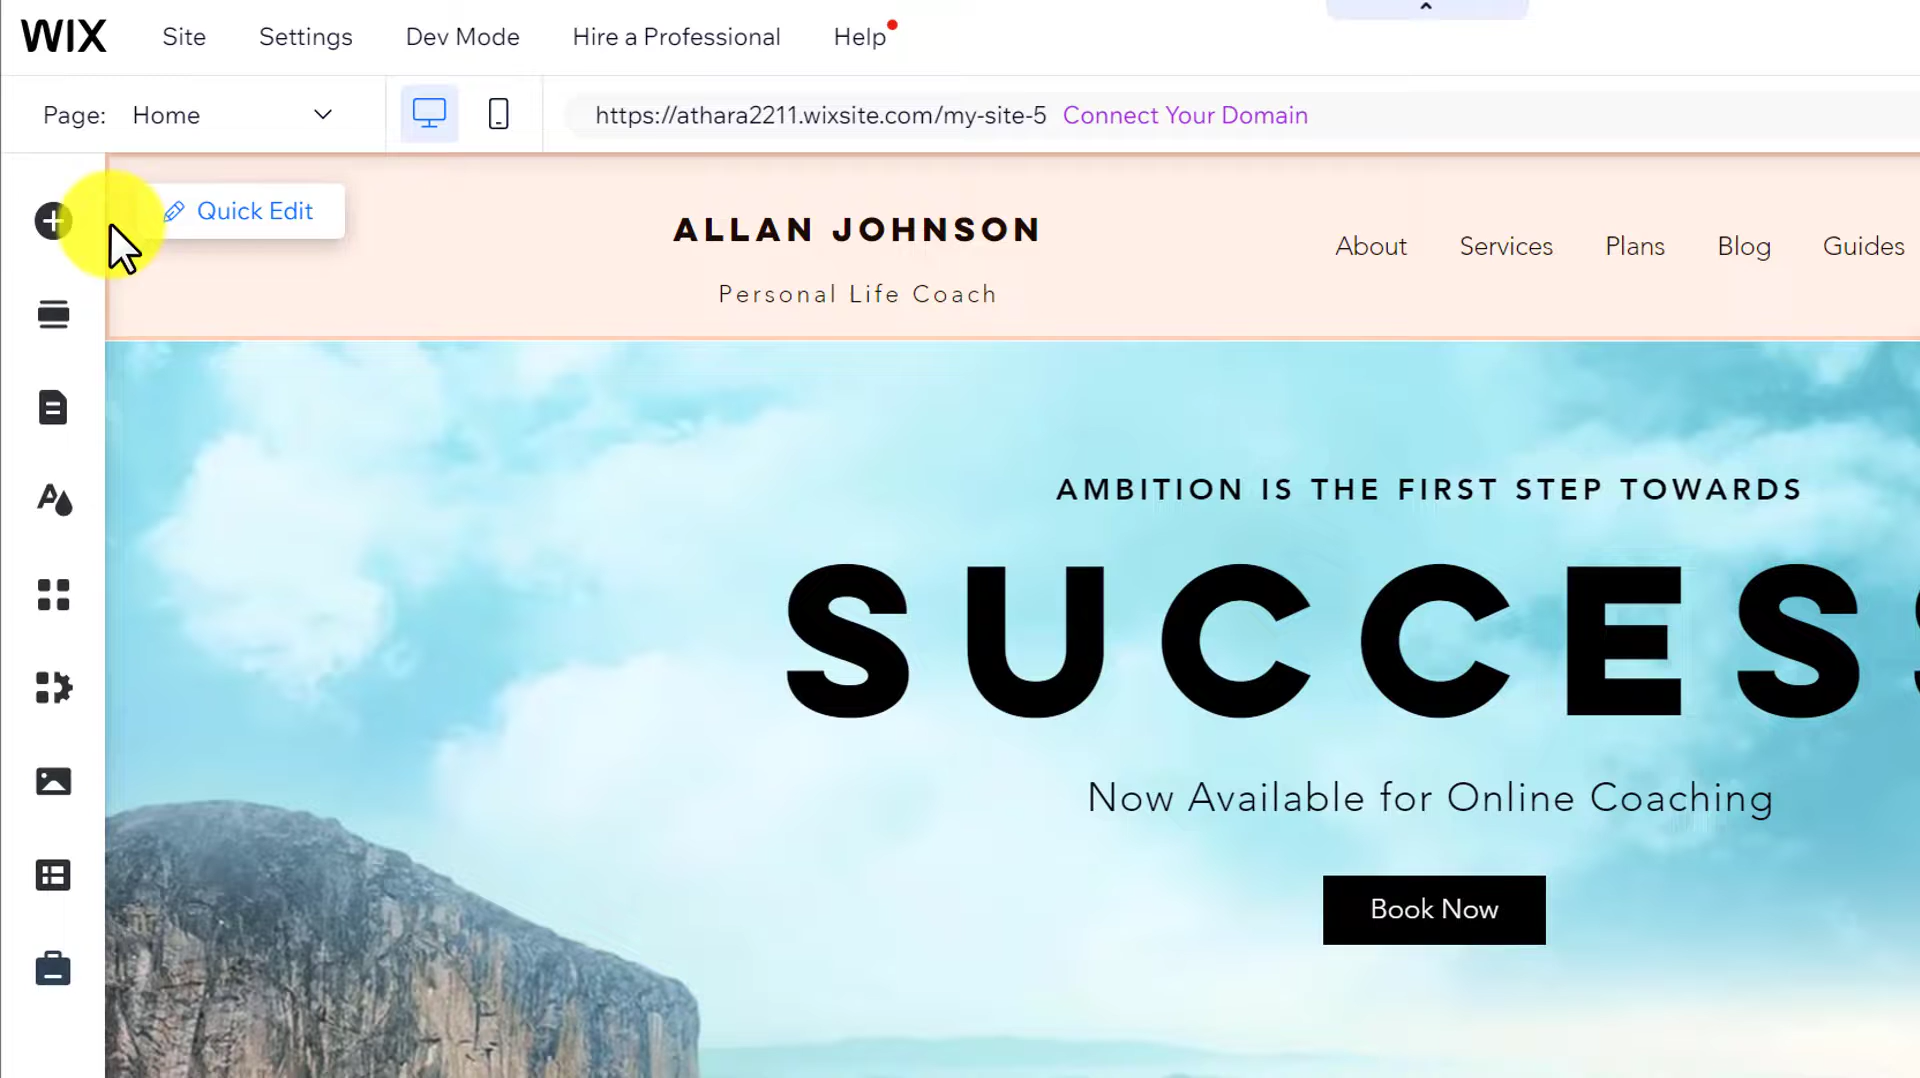 WIX Site Settings Dev Mode Hire a Professional Help
Page: Home https://athara2211.wixsite.com/my-site-5 Connect Your Domain
Quick Edit
ALLAN JOHNSON
Personal Life Coach
About Services Plans Blog Guides
AMBITION IS THE FIRST STEP TOWARDS
SUCCES
Now Available for Online Coaching
Book Now